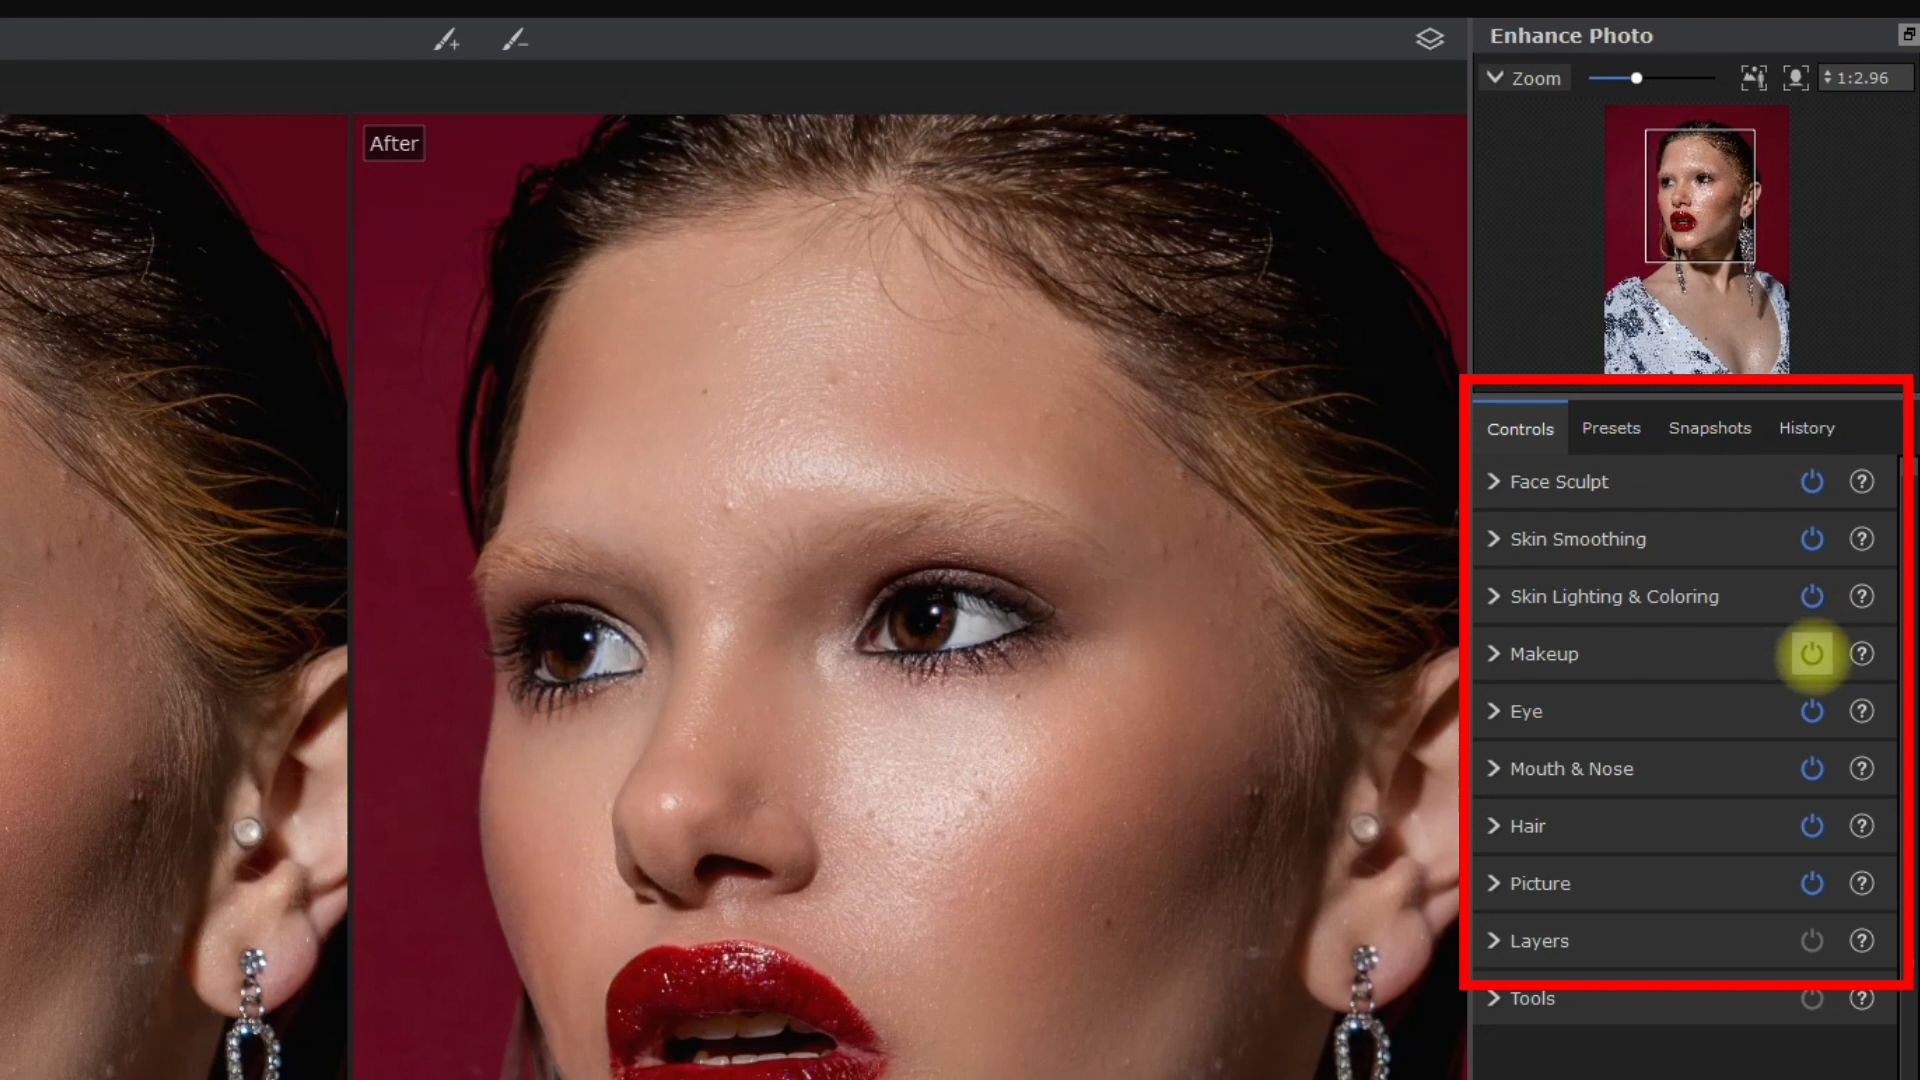 Enhance Photo
Zoom
1:2.96
After
Controls Presets Snapshots History
Face Sculpt ?
Skin Smoothing ?
Skin Lighting & Coloring ?
Makeup ?
Eye ?
Mouth & Nose ?
Hair ?
Picture ?
Layers ?
Tools ?